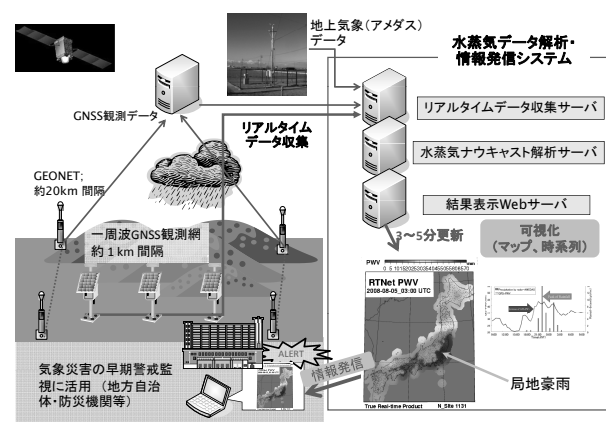 地上気象(アメダス)
データ
水蒸気データ解析・
情報発信システム
GNSS観測データ
リアルタイム
データ収集
リアルタイムデータ収集サーバ
水蒸気ナウキャスト解析サーバ
結果表示Webサーバ
GEONET;
約20km 間隔
一周波GNSS観測網
約1km 間隔
3~5分更新
可視化
(マップ、時系列)
PWV
0 5 10152025303540455055606570
RTNet PWV
2008-08-05_03:00 UTC
ALERT
情報発信
気象災害の早期警戒監
視に活用 (地方自治
体・防災機関等)
局地豪雨
True Real-time Product N_Site 1131